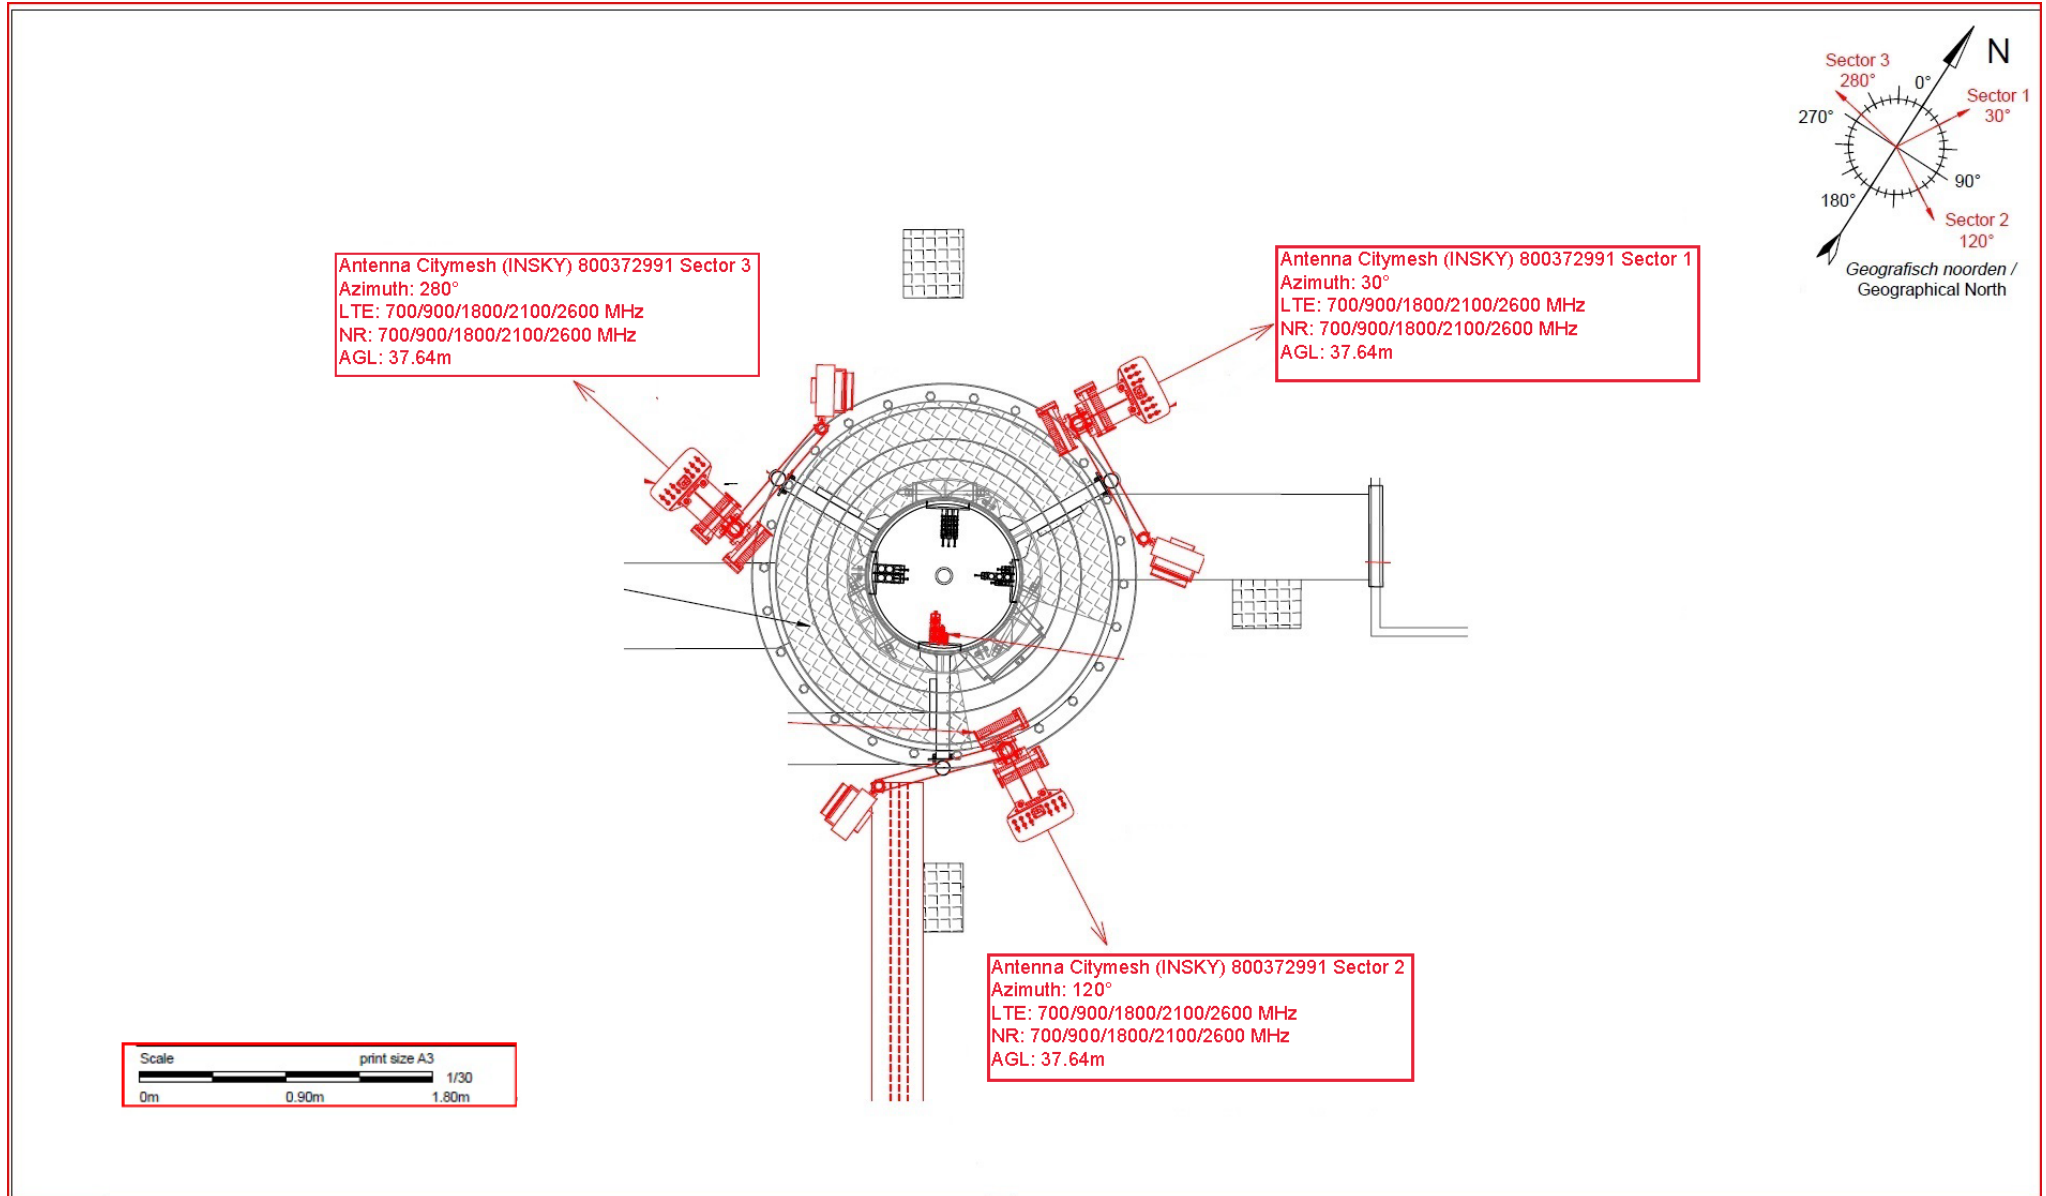 N
Sector 3
280°
0°
Sector 1
30°
270°
90°
180°
Sector 2
120°
Geografisch noorden /
Geographical North
Antenna Citymesh (INSKY) 800372991 Sector 3
Azimuth: 280°
LTE: 700/900/1800/2100/2600 MHz
NR: 700/900/1800/2100/2600 MHz
AGL: 37.64m
Antenna Citymesh (INSKY) 800372991 Sector 1
Azimuth: 30°
LTE: 700/900/1800/2100/2600 MHz
NR: 700/900/1800/2100/2600 MHz
AGL: 37.64m
Antenna Citymesh (INSKY) 800372991 Sector 2
Azimuth: 120°
LTE: 700/900/1800/2100/2600 MHz
NR: 700/900/1800/2100/2600 MHz
AGL: 37.64m
Scale print size A3
1/30
0m 0.90m 1.80m